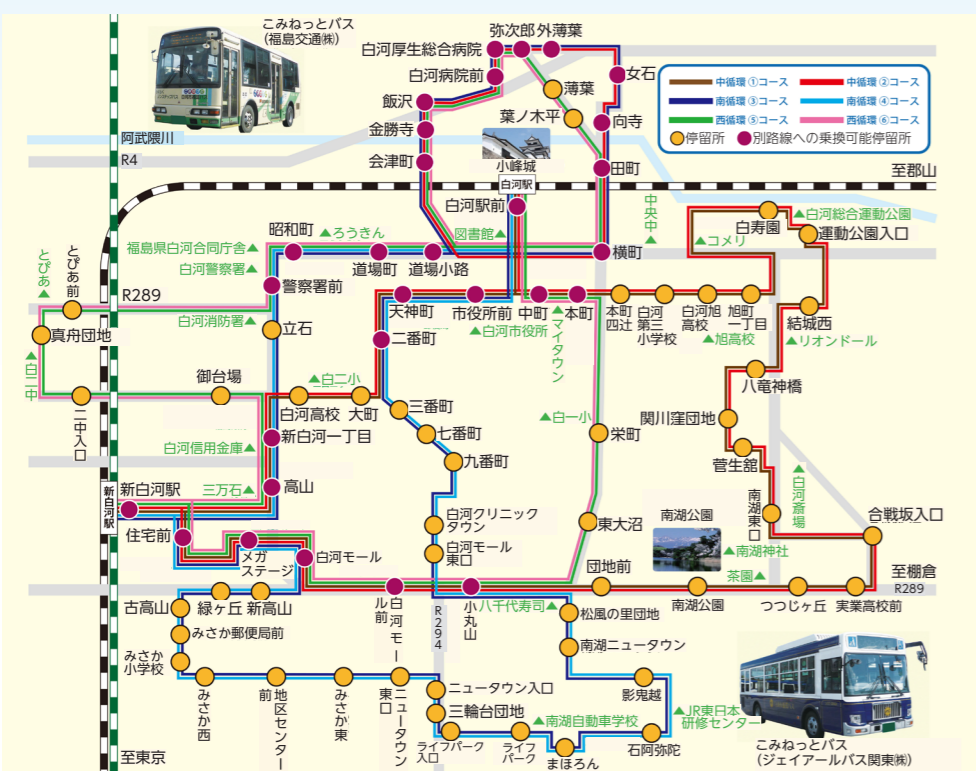 こみねっとバス
(福島交通㈱)
弥次郎
外薄葉
白河厚生総合病院
白河病院前
薄葉
女石
飯沢
葉ノ木平
向寺
金勝寺
会津町
田町
中循環①コース
中循環②コース
南循環③コース
南循環④コース
西循環⑤コース
西循環⑥コース
停留所
別路線への乗換可能停留所
阿武隈川
R4
小峰城
白河駅
至郡山
白河駅前
昭和町
▲ろうきん
図書館▲
中央中▲
福島県白河合同庁舎▲
道場町
道場小路
横町
▲コメリ
白寿園
▲白河総合運動公園
運動公園入口
白河警察署▲
警察署前
とぴあ▲
とぴあ前
R289
天神町
市役所前
中町
本町
本町四辻
白河第三小学校
白河旭高校
旭町一丁目
▲旭高校
結城西
▲リオンドール
白河消防署▲
立石
真舟団地
▲白河市役所
▲マイタウン
二番町
▲白二中
御台場
▲白二小
八竜神橋
二中入口
白河高校
大町
三番町
▲白一小
関川窪団地
新白河一丁目
七番町
栄町
白河信用金庫▲
九番町
菅生舘
三万石▲
高山
新白河駅
新白河駅
白河クリニックタウン
東大沼
南湖公園
南湖東口
▲白河斎場
合戦坂入口
住宅前
メガステージ
白河モール
白河モール東口
▲南湖神社
団地前
茶園▲
至棚倉
R289
古高山
緑ヶ丘
新高山
白河モール前
小丸山
八千代寿司▲
南湖公園
つつじヶ丘
実業高校前
R294
みさか郵便局前
松風の里団地
みさか小学校
南湖ニュータウン
みさか西
地区センター前
みさか東
ニュータウン東口
ニュータウン入口
影鬼越
三輪台団地
▲南湖自動車学校
▲JR東日本研修センター
ライフパーク入口
ライフパーク
まほろん
石阿弥陀
至東京
こみねっとバス
(ジェイアールバス関東㈱)